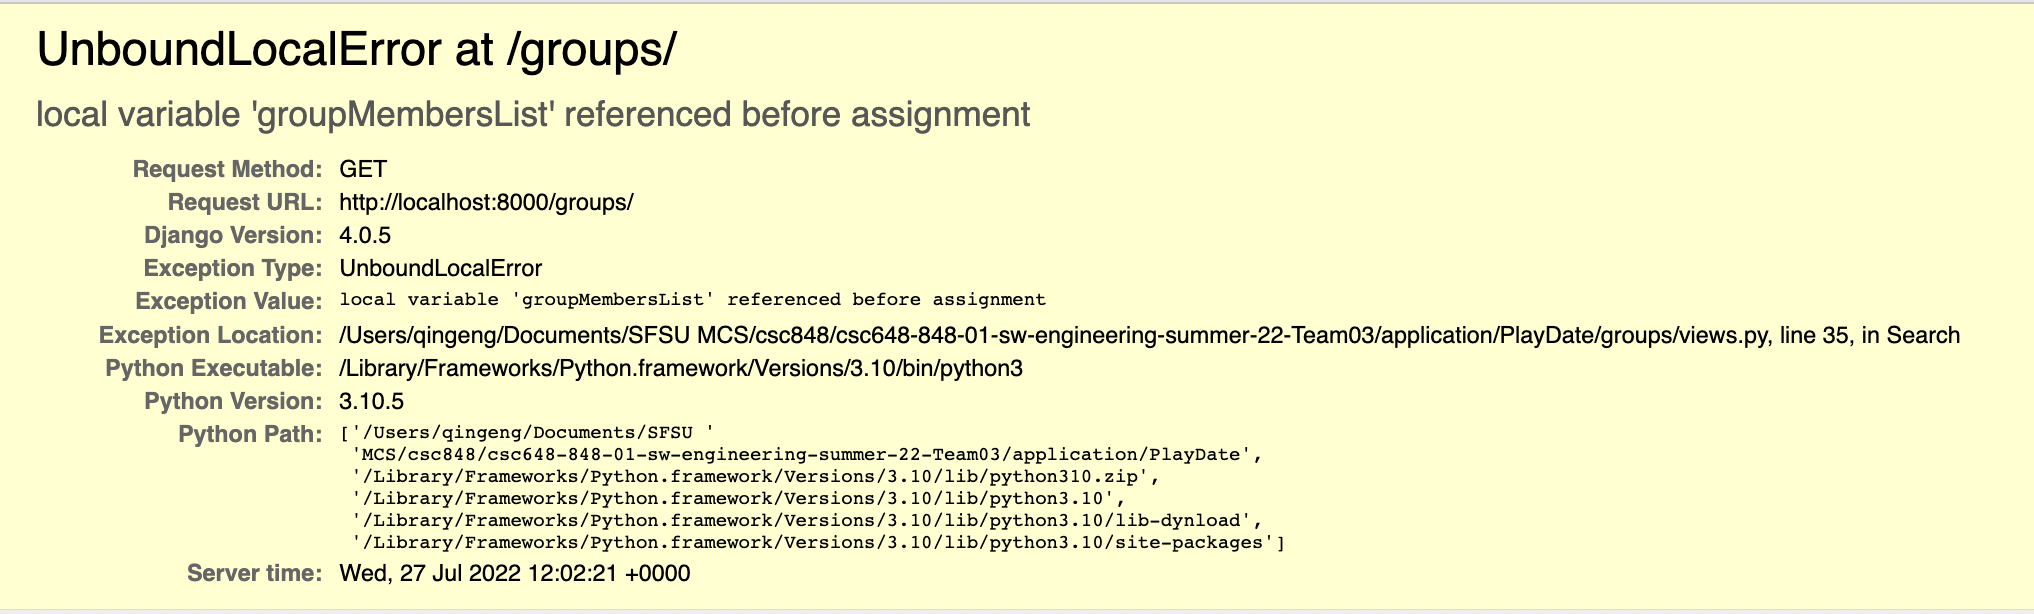 UnboundLocalError at /groups/
local variable 'groupMembersList' referenced before assignment
Request Method: GET
Request URL: http://localhost:8000/groups/
Django Version: 4.0.5
Exception Type: UnboundLocalError
Exception Value: local variable 'groupMembersList' referenced before assignment
Exception Location: /Users/qingeng/Documents/SFSU MCS/csc848/csc648-848-01-sw-engineering-summer-22-Team03/application/PlayDate/groups/views.py, line 35, in Search
Python Executable: /Library/Frameworks/Python.framework/Versions/3.10/bin/python3
Python Version: 3.10.5
Python Path: ['/Users/qingeng/Documents/SFSU '
'MCS/csc848/csc648-848-01-sw-engineering-summer-22-Team03/application/PlayDate',
'/Library/Frameworks/Python.framework/Versions/3.10/lib/python310.zip',
'/Library/Frameworks/Python.framework/Versions/3.10/lib/python3.10',
'/Library/Frameworks/Python.framework/Versions/3.10/lib/python3.10/lib-dynload',
'/Library/Frameworks/Python.framework/Versions/3.10/lib/python3.10/site-packages']
Server time: Wed, 27 Jul 2022 12:02:21 +0000